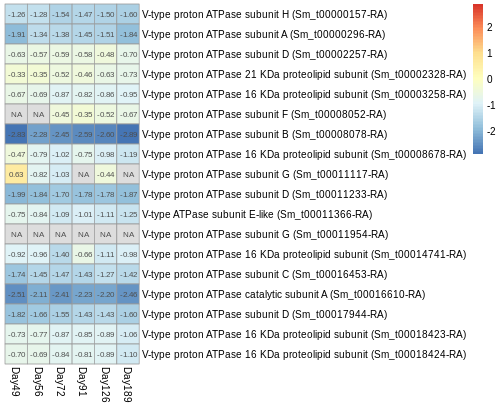 -1.26 -1.28 -1.54 -1.47 -1.50 -1.60 V-type proton ATPase subunit H (Sm_t00000157-RA)
-1.91 -1.34 -1.38 -1.45 -1.51 -1.84 V-type proton ATPase subunit A (Sm_t00000296-RA)
-0.63 -0.57 -0.59 -0.58 -0.48 -0.70 V-type proton ATPase subunit D (Sm_t00002257-RA)
-0.33 -0.35 -0.52 -0.46 -0.63 -0.73 V-type proton ATPase 21 KDa proteolipid subunit (Sm_t00002328-RA)
-0.67 -0.69 -0.87 -0.82 -0.86 -0.95 V-type proton ATPase 16 KDa proteolipid subunit (Sm_t00003258-RA)
NA NA -0.45 -0.35 -0.52 -0.67 V-type proton ATPase subunit F (Sm_t00008052-RA)
-2.83 -2.28 -2.45 -2.59 -2.60 -2.89 V-type proton ATPase subunit B (Sm_t00008078-RA)
-0.47 -0.79 -1.02 -0.75 -0.98 -1.19 V-type proton ATPase 16 KDa proteolipid subunit (Sm_t00008678-RA)
0.63 -0.82 -1.03 NA -0.44 NA V-type proton ATPase subunit G (Sm_t00011117-RA)
-1.99 -1.84 -1.70 -1.78 -1.78 -1.87 V-type proton ATPase subunit D (Sm_t00011233-RA)
-0.75 -0.84 -1.09 -1.01 -1.11 -1.25 V-type ATPase subunit E-like (Sm_t00011366-RA)
NA NA NA NA NA NA V-type proton ATPase subunit G (Sm_t00011954-RA)
-0.92 -0.96 -1.40 -0.66 -1.11 -0.98 V-type proton ATPase 16 KDa proteolipid subunit (Sm_t00014741-RA)
-1.74 -1.45 -1.47 -1.43 -1.27 -1.42 V-type proton ATPase subunit C (Sm_t00016453-RA)
-2.51 -2.11 -2.41 -2.23 -2.20 -2.46 V-type proton ATPase catalytic subunit A (Sm_t00016610-RA)
-1.82 -1.66 -1.55 -1.43 -1.43 -1.60 V-type proton ATPase subunit D (Sm_t00017944-RA)
-0.73 -0.77 -0.87 -0.85 -0.89 -1.06 V-type proton ATPase 16 KDa proteolipid subunit (Sm_t00018423-RA)
-0.70 -0.69 -0.84 -0.81 -0.89 -1.10 V-type proton ATPase 16 KDa proteolipid subunit (Sm_t00018424-RA)
Day49 Day56 Day72 Day91 Day126 Day189
2
1
0
-1
-2